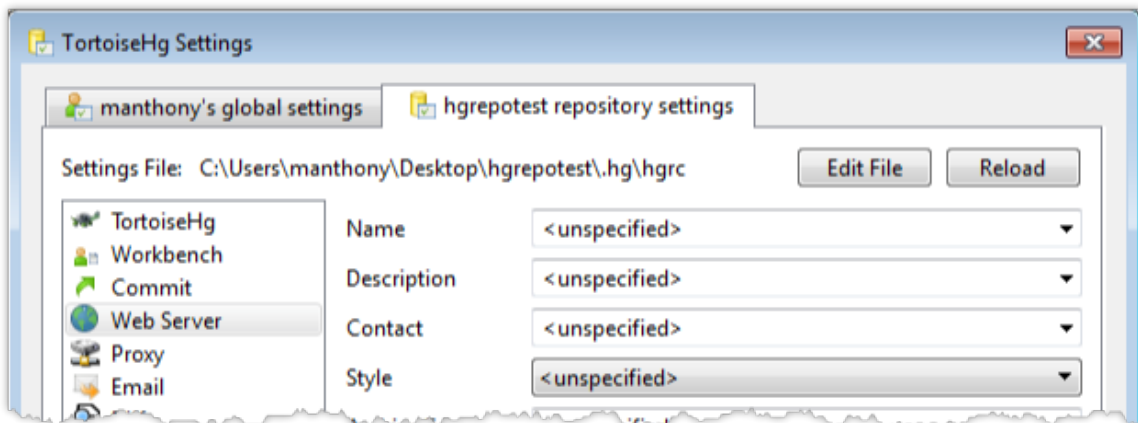 TortoiseHg Settings
manthony's global settings
hgrepotest repository settings
Settings File: C:\Users\manthony\Desktop\hgrepotest\.hg\hgrc
Edit File
Reload
TortoiseHg
Workbench
Commit
Web Server
Proxy
Email
Name <unspecified>
Description <unspecified>
Contact <unspecified>
Style <unspecified>